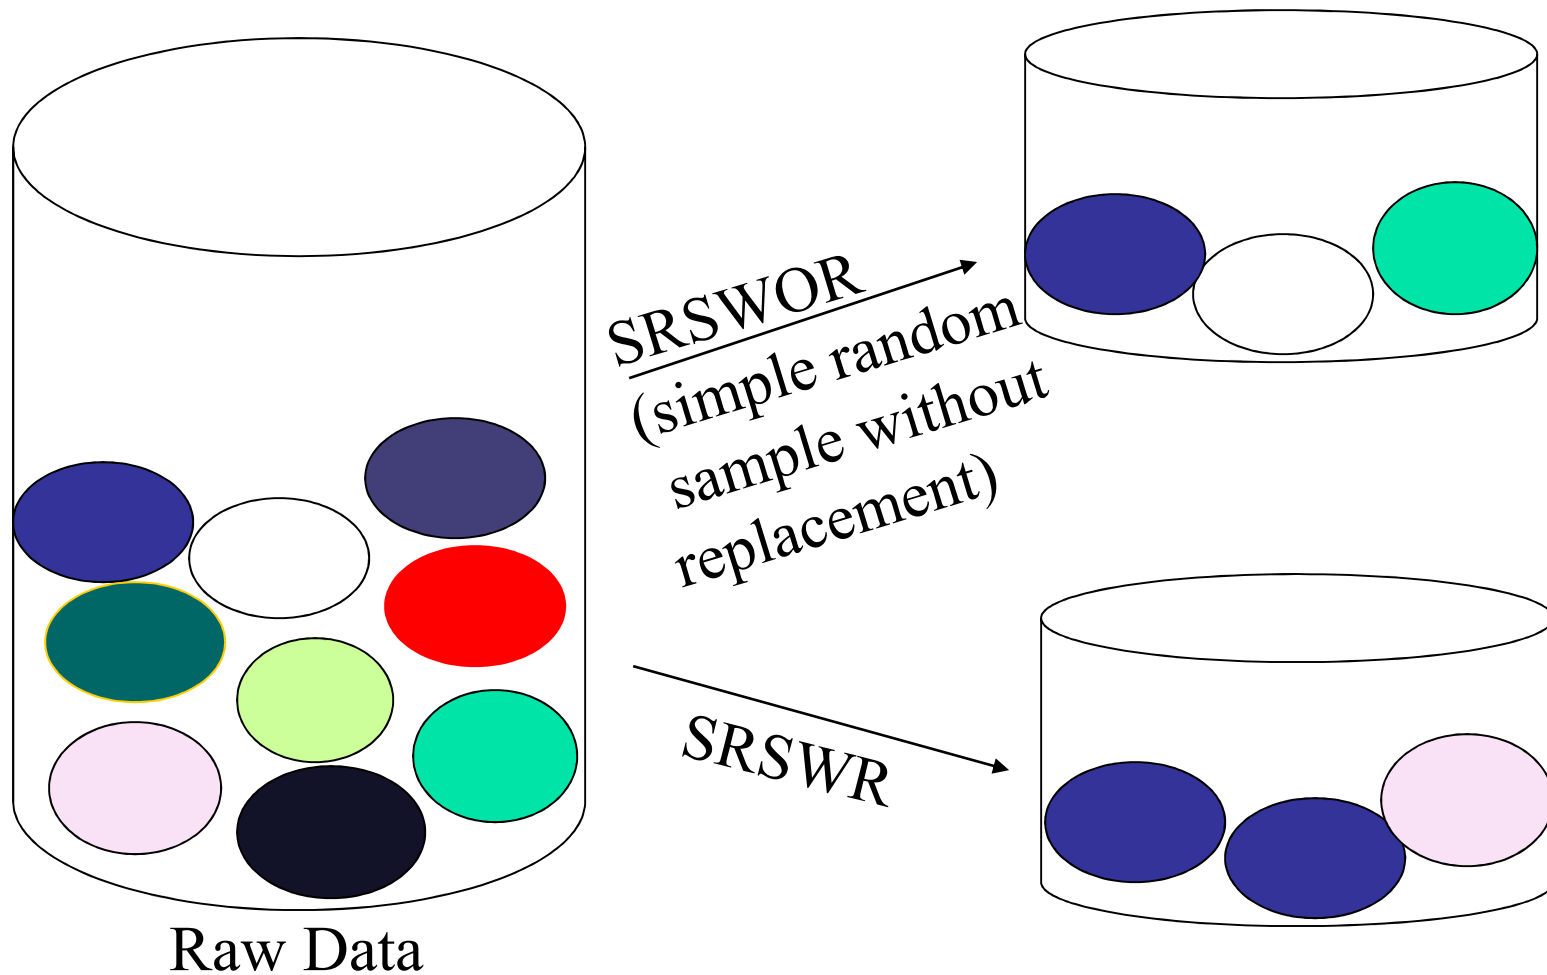 SRSWOR
(simple random
sample without
replacement)
SRSWR
Raw Data